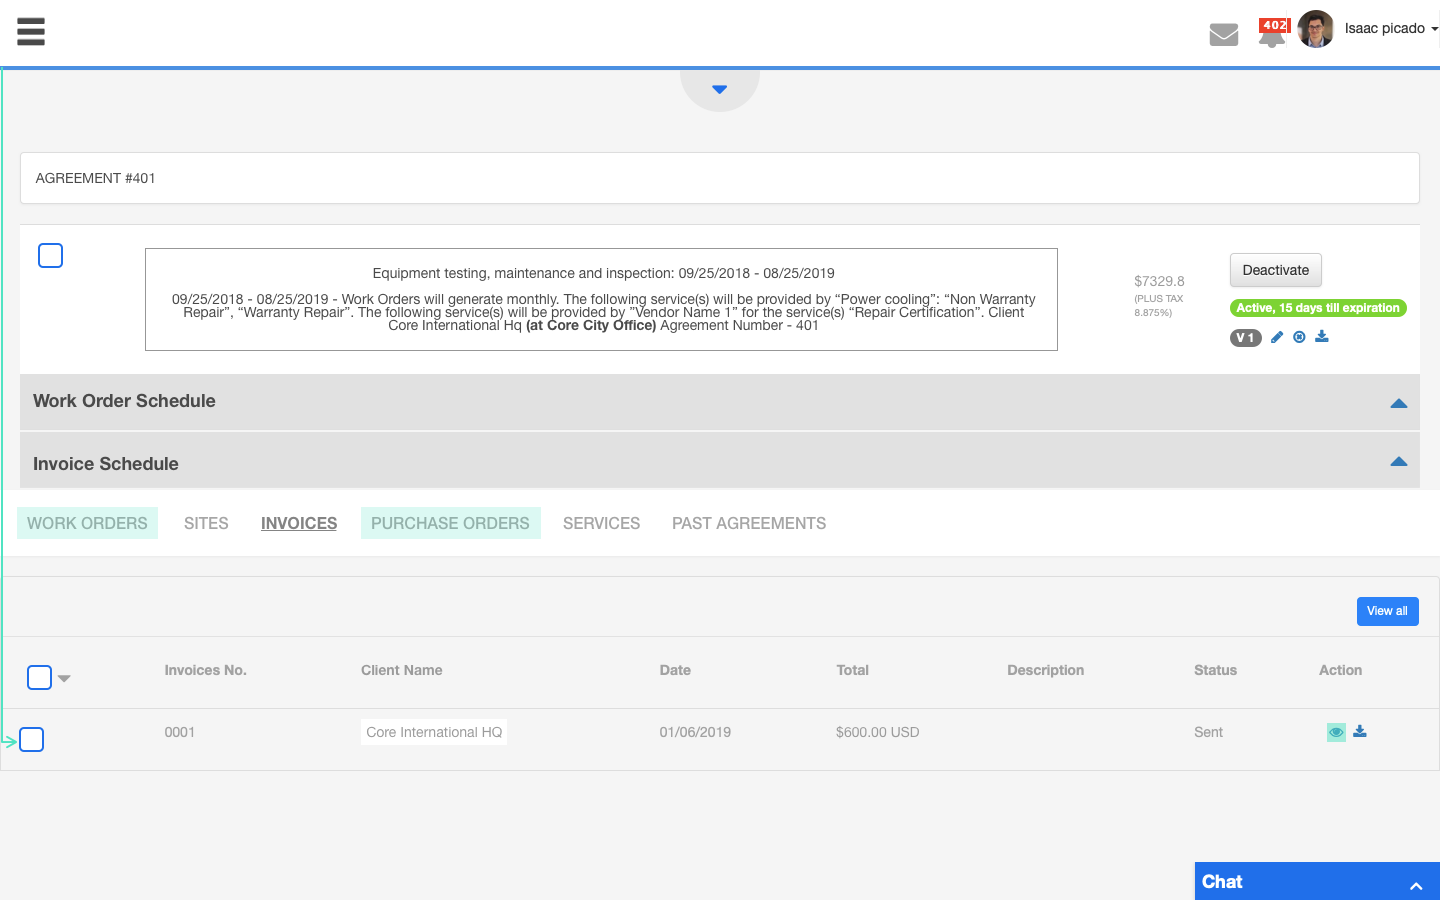 402
Isaac picado
AGREEMENT #401
Equipment testing, maintenance and inspection: 09/25/2018 - 08/25/2019
09/25/2018 - 08/25/2019 - Work Orders will generate monthly. The following service(s) will be provided by “Power cooling”: “Non Warranty
Repair”, “Warranty Repair”. The following service(s) will be provided by ”Vendor Name 1” for the service(s) “Repair Certification”. Client
Core International Hq (at Core City Office) Agreement Number - 401
$7329.8
(PLUS TAX
8.875%)
Deactivate
Active, 15 days till expiration
V 1
Work Order Schedule
Invoice Schedule
WORK ORDERS SITES INVOICES PURCHASE ORDERS SERVICES PAST AGREEMENTS
View all
Invoices No. Client Name Date Total Description Status Action
0001 Core International HQ 01/06/2019 $600.00 USD Sent
Chat